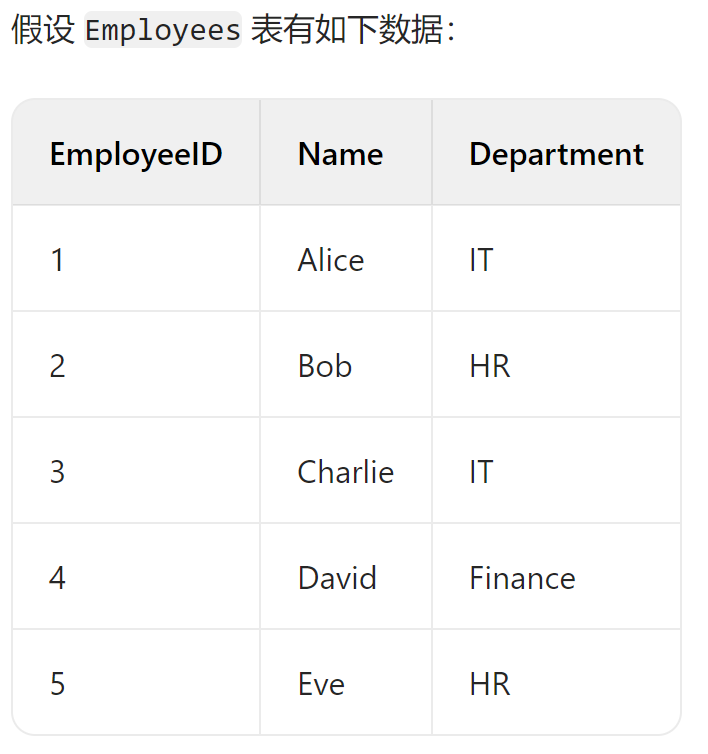 假设 Employees 表有如下数据：
EmployeeID Name Department
1 Alice IT
2 Bob HR
3 Charlie IT
4 David Finance
5 Eve HR